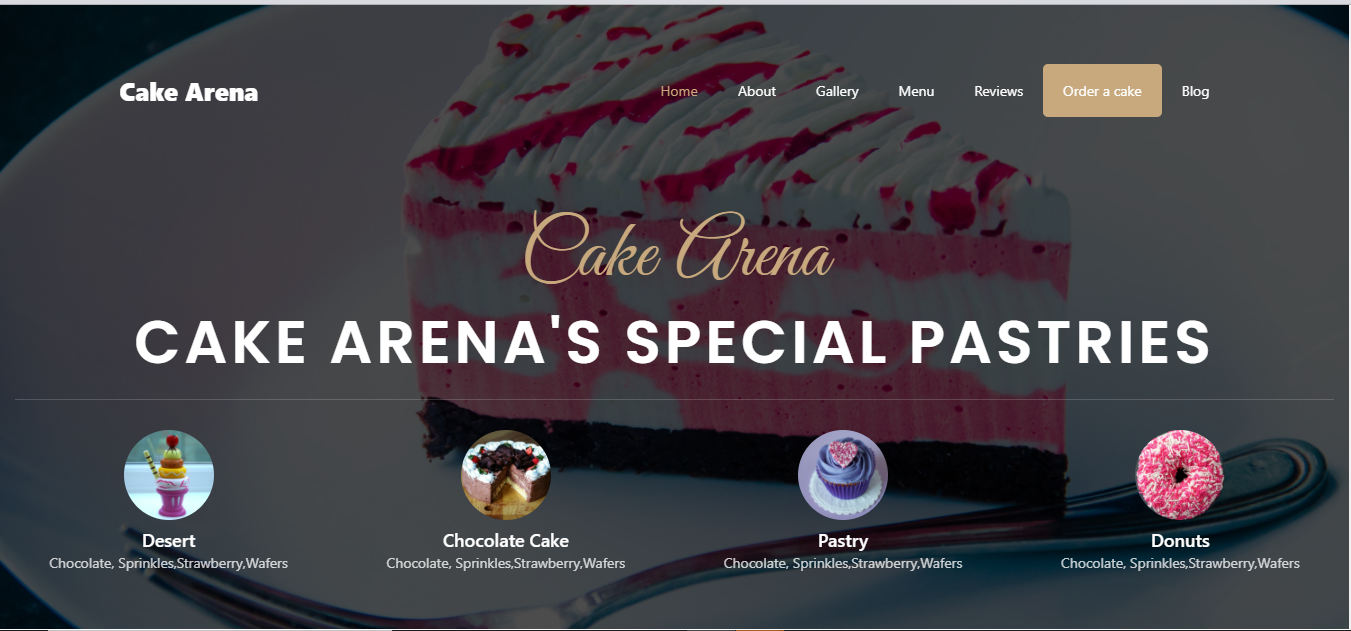 Cake Arena
Home About Gallery Menu Reviews Order a cake Blog
Cake Arena
CAKE ARENA'S SPECIAL PASTRIES
Desert Chocolate Cake Pastry Donuts
Chocolate, Sprinkles,Strawberry,Wafers Chocolate, Sprinkles,Strawberry,Wafers Chocolate, Sprinkles,Strawberry,Wafers Chocolate, Sprinkles,Strawberry,Wafers